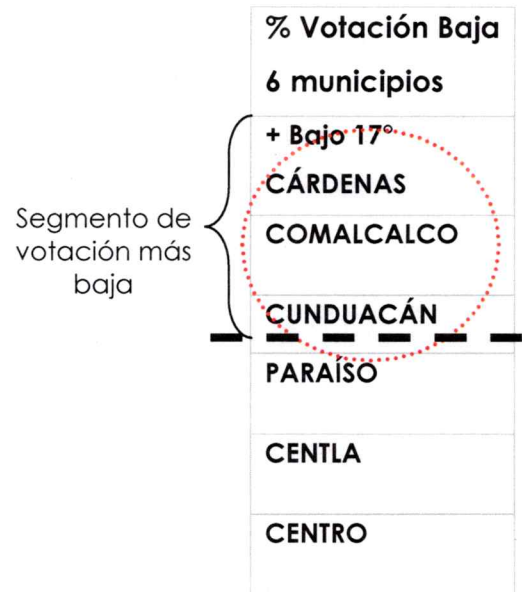 % Votación Baja
6 municipios
+ Bajo 17°
CÁRDENAS
Segmento de
votación más
baja
COMALCALCO
CUNDUACÁN
PARAÍSO
CENTLA
CENTRO